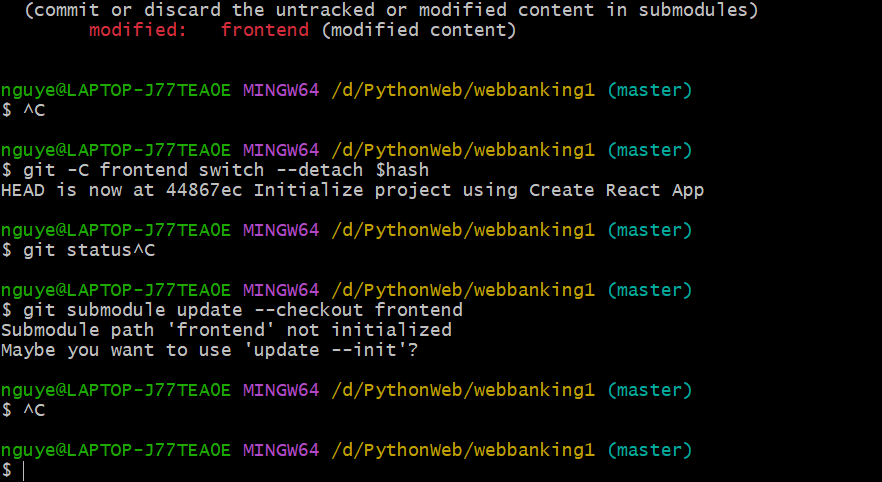 (commit or discard the untracked or modified content in submodules)
modified: frontend (modified content)
nguye@LAPTOP-J77TEA0E MINGW64 /d/PythonWeb/webbanking1 (master)
$ ^C
nguye@LAPTOP-J77TEA0E MINGW64 /d/PythonWeb/webbanking1 (master)
$ git -C frontend switch --detach $hash
HEAD is now at 44867ec Initialize project using Create React App
nguye@LAPTOP-J77TEA0E MINGW64 /d/PythonWeb/webbanking1 (master)
$ git status^C
nguye@LAPTOP-J77TEA0E MINGW64 /d/PythonWeb/webbanking1 (master)
$ git submodule update --checkout frontend
Submodule path 'frontend' not initialized
Maybe you want to use 'update --init'?
nguye@LAPTOP-J77TEA0E MINGW64 /d/PythonWeb/webbanking1 (master)
$ ^C
nguye@LAPTOP-J77TEA0E MINGW64 /d/PythonWeb/webbanking1 (master)
$